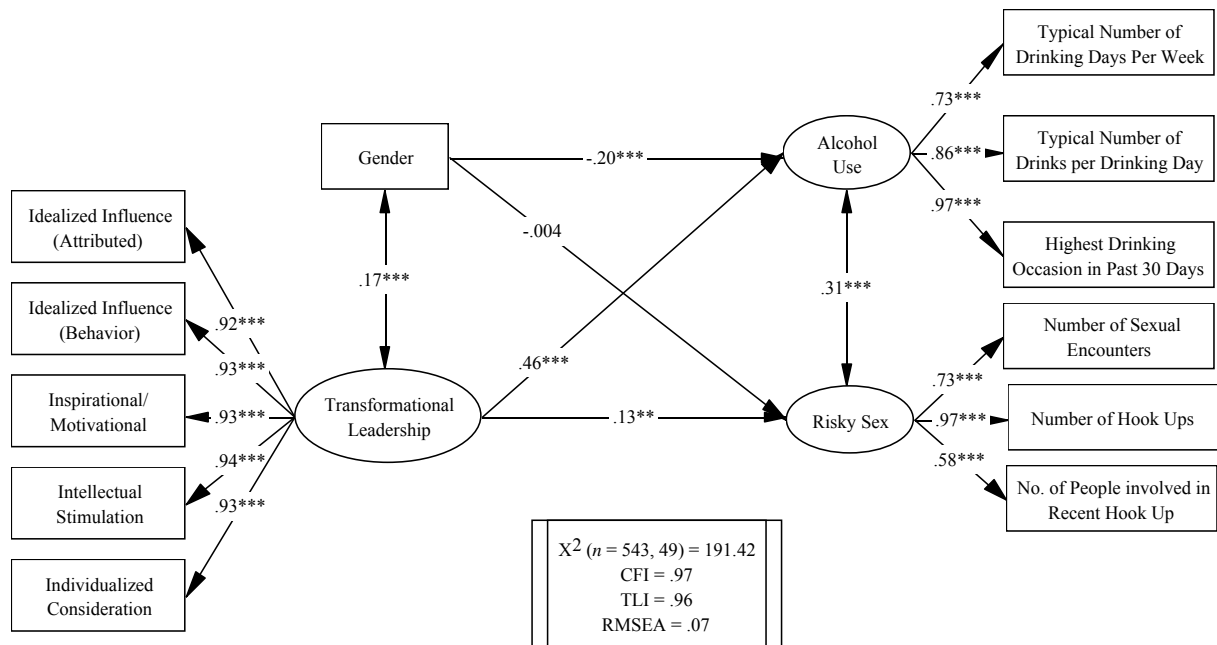 Typical Number of
Drinking Days Per Week
.73***
Gender
-.20***
Alcohol
Use
.86***
Typical Number of
Drinks per Drinking Day
.97***
Idealized Influence
(Attributed)
-.004
Highest Drinking
Occasion in Past 30 Days
.17***
.31***
Idealized Influence
(Behavior)
.92***
.93***
.46***
Number of Sexual
Encounters
.73***
Inspirational/
Motivational
.93***
Transformational
Leadership
.13**
Risky Sex
.97***
Number of Hook Ups
.94***
.58***
Intellectual
Stimulation
.93***
No. of People involved in
Recent Hook Up
Individualized
Consideration
X2 (n = 543, 49) = 191.42
CFI = .97
TLI = .96
RMSEA = .07